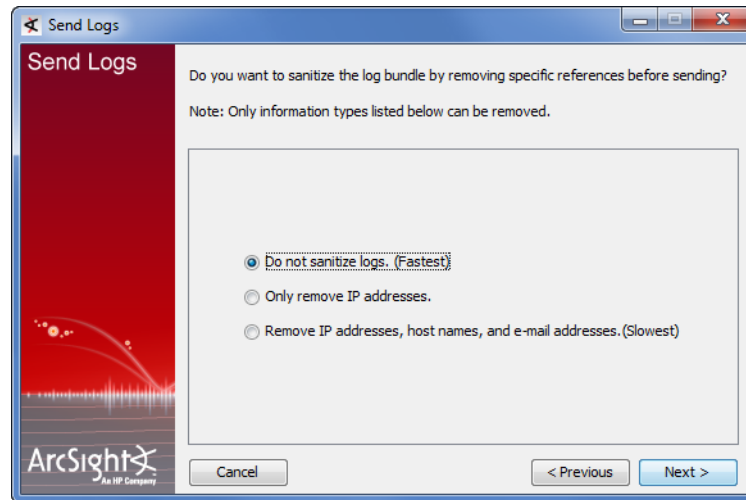 Send Logs
Send Logs
Do you want to sanitize the log bundle by removing specific references before sending?
Note: Only information types listed below can be removed.
Do not sanitize logs. (Fastest)
Only remove IP addresses.
Remove IP addresses, host names, and e-mail addresses.(Slowest)
ArcSight
An HP Company
Cancel
< Previous
Next >